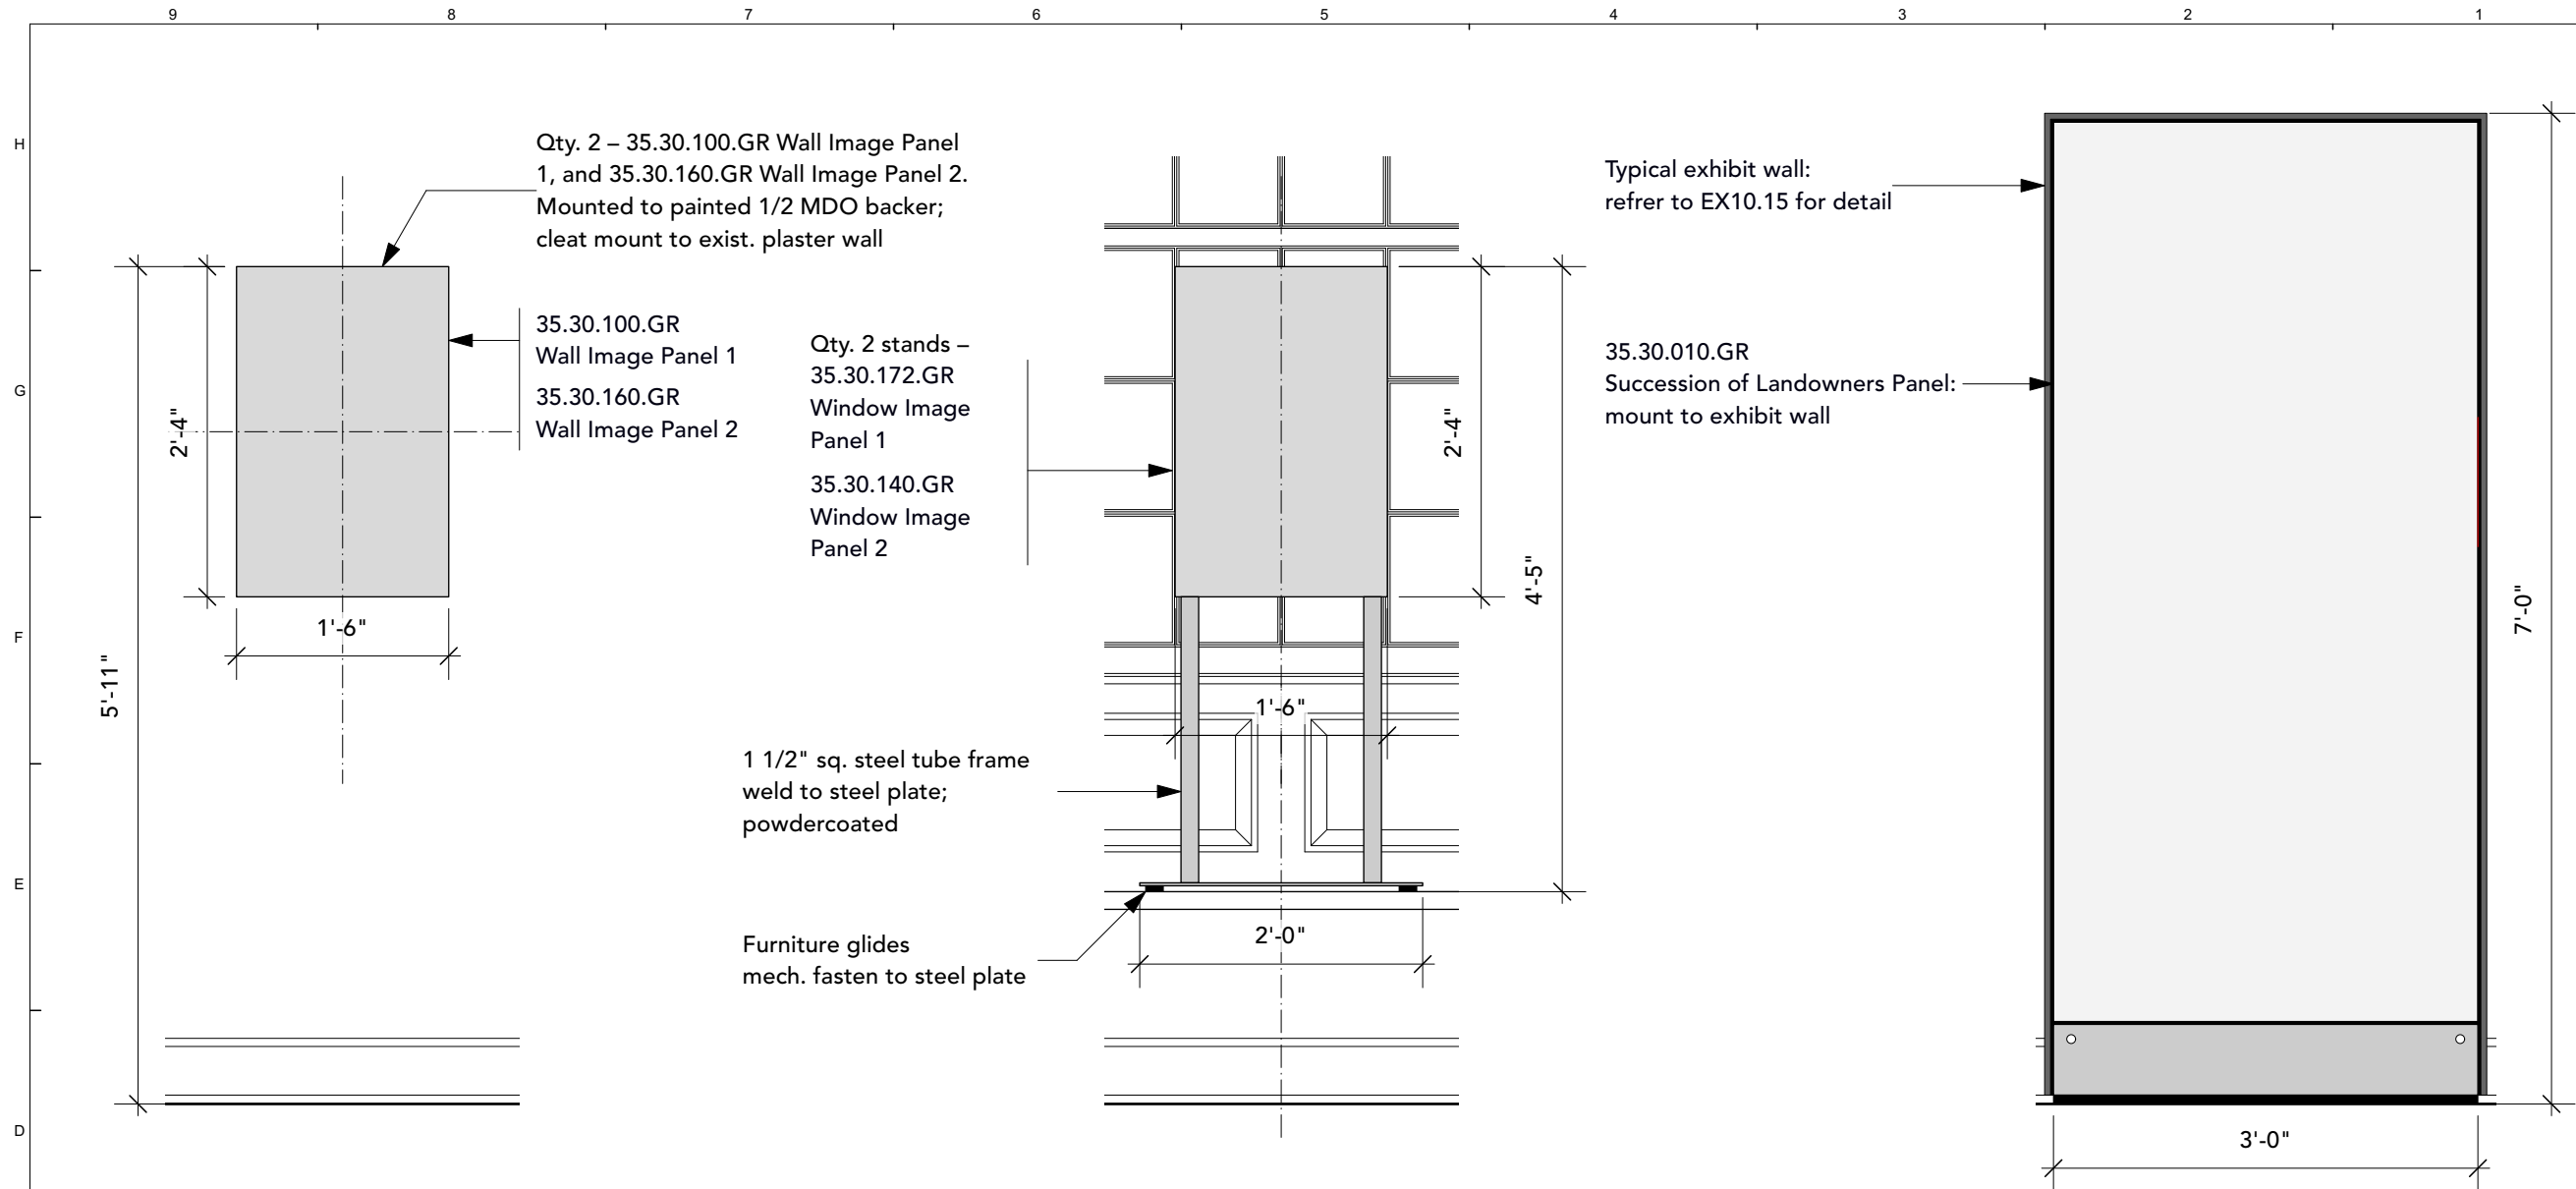 9 8 7 6 5 4 3 2 1
H
G
F
E
D
Qty. 2 – 35.30.100.GR Wall Image Panel
1, and 35.30.160.GR Wall Image Panel 2.
Mounted to painted 1/2 MDO backer;
cleat mount to exist. plaster wall
35.30.100.GR
Wall Image Panel 1
35.30.160.GR
Wall Image Panel 2
2'-4"
1'-6"
5'-11"
Qty. 2 stands –
35.30.172.GR
Window Image
Panel 1
35.30.140.GR
Window Image
Panel 2
2'-4"
4'-5"
1'-6"
1 1/2" sq. steel tube frame
weld to steel plate;
powdercoated
Furniture glides
mech. fasten to steel plate
2'-0"
Typical exhibit wall:
refrer to EX10.15 for detail
35.30.010.GR
Succession of Landowners Panel:
mount to exhibit wall
7'-0"
3'-0"